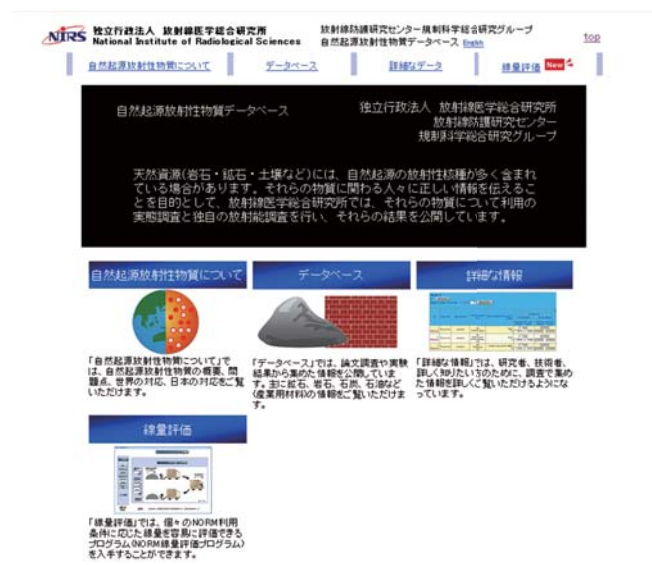 NIRS 独立行政法人 放射線医学総合研究所
National Institute of Radiological Sciences
放射線防護研究センター規制科学総合研究グループ
自然起源放射性物質データベース English
top
自然起源放射性物質について
データベース
詳細なデータ
線量評価 New
自然起源放射性物質データベース
独立行政法人 放射線医学総合研究所
放射線防護研究センター
規制科学総合研究グループ
天然資源(岩石・鉱石・土壌など)には、自然起源の放射性核種が多く含まれ
ている場合があります。それらの物質に関わる人々に正しい情報を伝えるこ
とを目的として、放射線医学総合研究所では、それらの物質について利用の
実態調査と独自の放射能調査を行い、それらの結果を公開しています。
自然起源放射性物質について
「自然起源放射性物質について」で
は、自然起源放射性物質の概要、問
題点、世界の対応、日本の対応をご覧
いただけます。
データベース
「データベース」では、論文調査や実験
結果から集めた情報を公開していま
す。主に鉱石、岩石、石炭、石油など
(産業用材料)の情報をご覧いただけま
す。
詳細な情報
「詳細な情報」では、研究者、技術者、
詳しく知りたい方のために、調査で集め
た情報を詳しくご覧いただけるようにな
っています。
線量評価
「線量評価」では、個々のNORM利用
条件に応じた線量を容易に評価できる
プログラム(NORM線量評価プログラム)
を入手することができます。